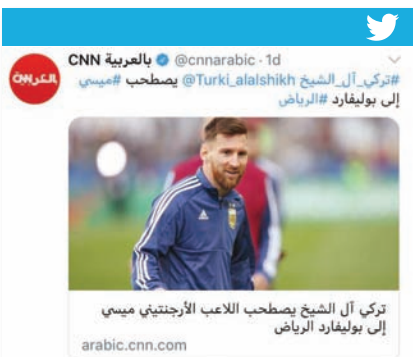 CNN بالعربية @cnnarabic · 1d
العربية
#تركي_آل_الشيخ @Turki_alalshikh يصطحب #ميسي
إلى بوليفارد #الرياض
تركي آل الشيخ يصطحب اللاعب الأرجنتيني ميسي
إلى بوليفارد الرياض
arabic.cnn.com